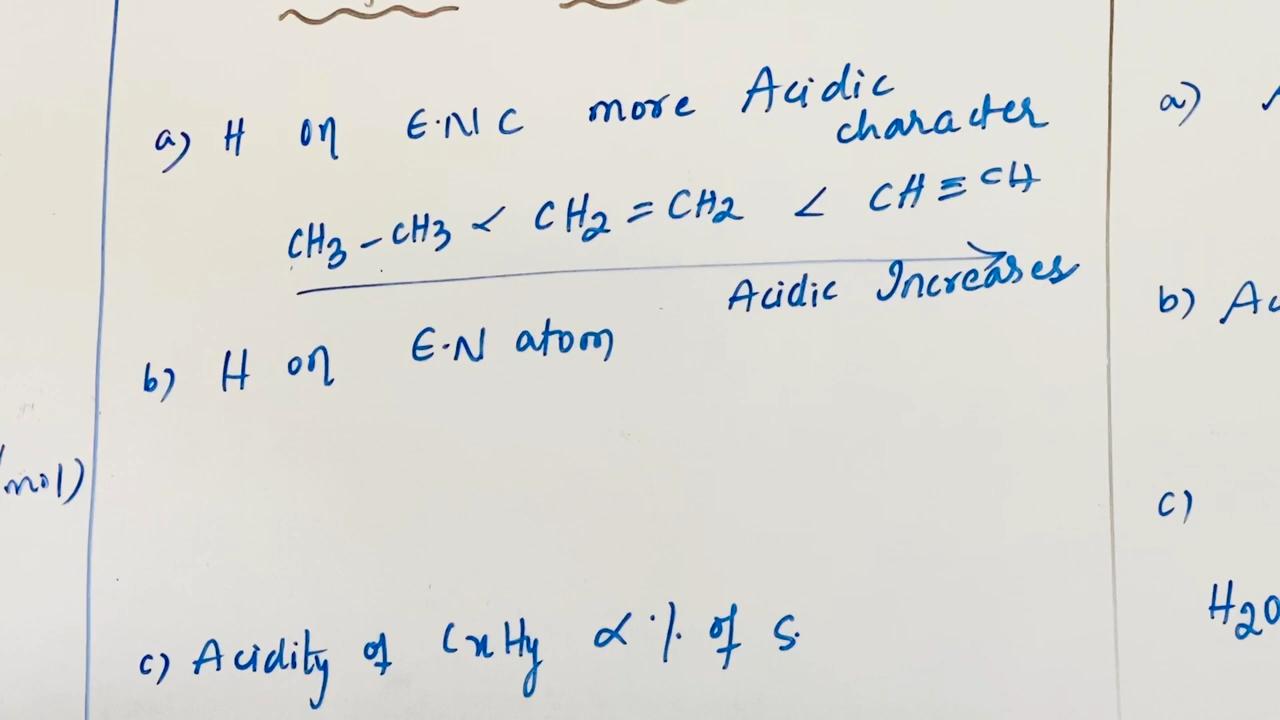 a) H on E.N C more Acidic
character
CH3 - CH3 < CH2 = CH2 < CH ≡ CH
Acidic Increases
b) H on E.N atom
c) Acidity of CxHy ∝ % of s.
mol)
a)
b)
c)
H2O